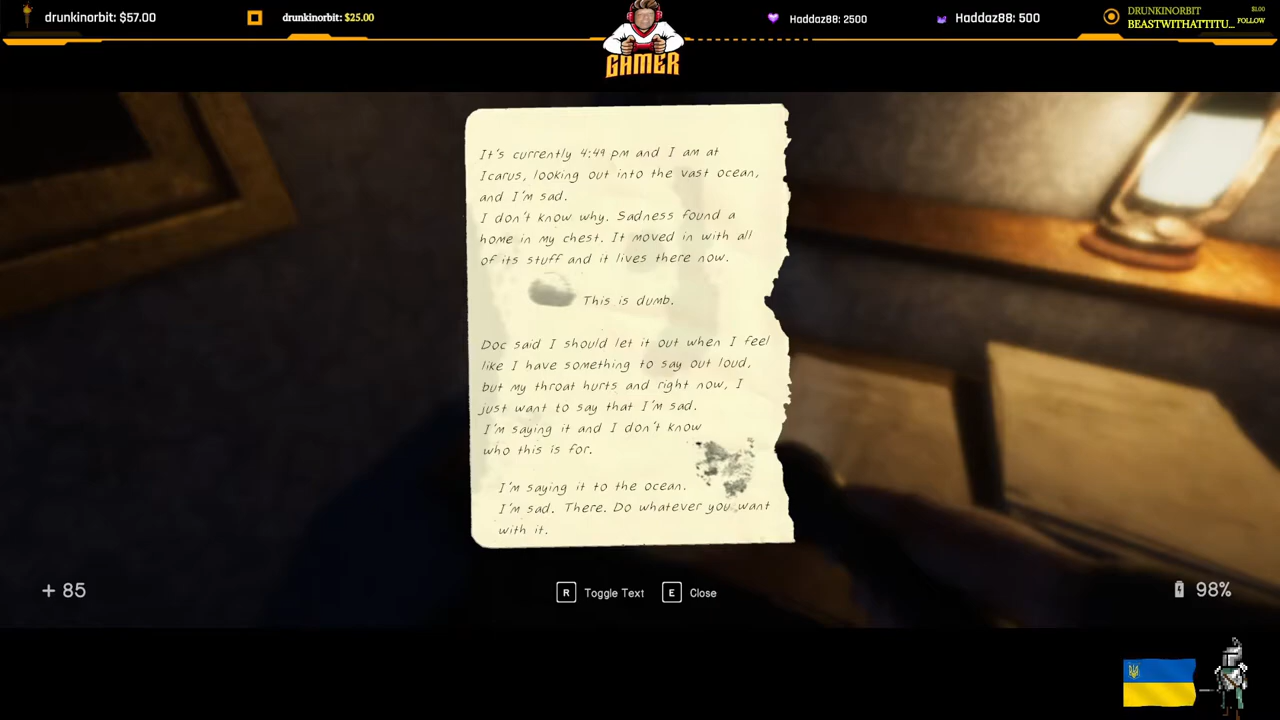 drunkinorbit: $57.00
drunkinorbit: $25.00
Haddaz88: 2500
Haddaz88: 500
DRUNKINORBIT
$1.00
BEASTWITHATTITU...
FOLLOW
GAMER
It's currently 4:49 pm and I am at
Icarus, looking out into the vast ocean,
and I'm sad.
I don't know why. Sadness found a
home in my chest. It moved in with all
of its stuff and it lives there now.
This is dumb.
Doc said I should let it out when I feel
like I have something to say out loud,
but my throat hurts and right now, I
just want to say that I'm sad.
I'm saying it and I don't know
who this is for.
I'm saying it to the ocean.
I'm sad. There. Do whatever you want
with it.
+ 85
R Toggle Text E Close
98%